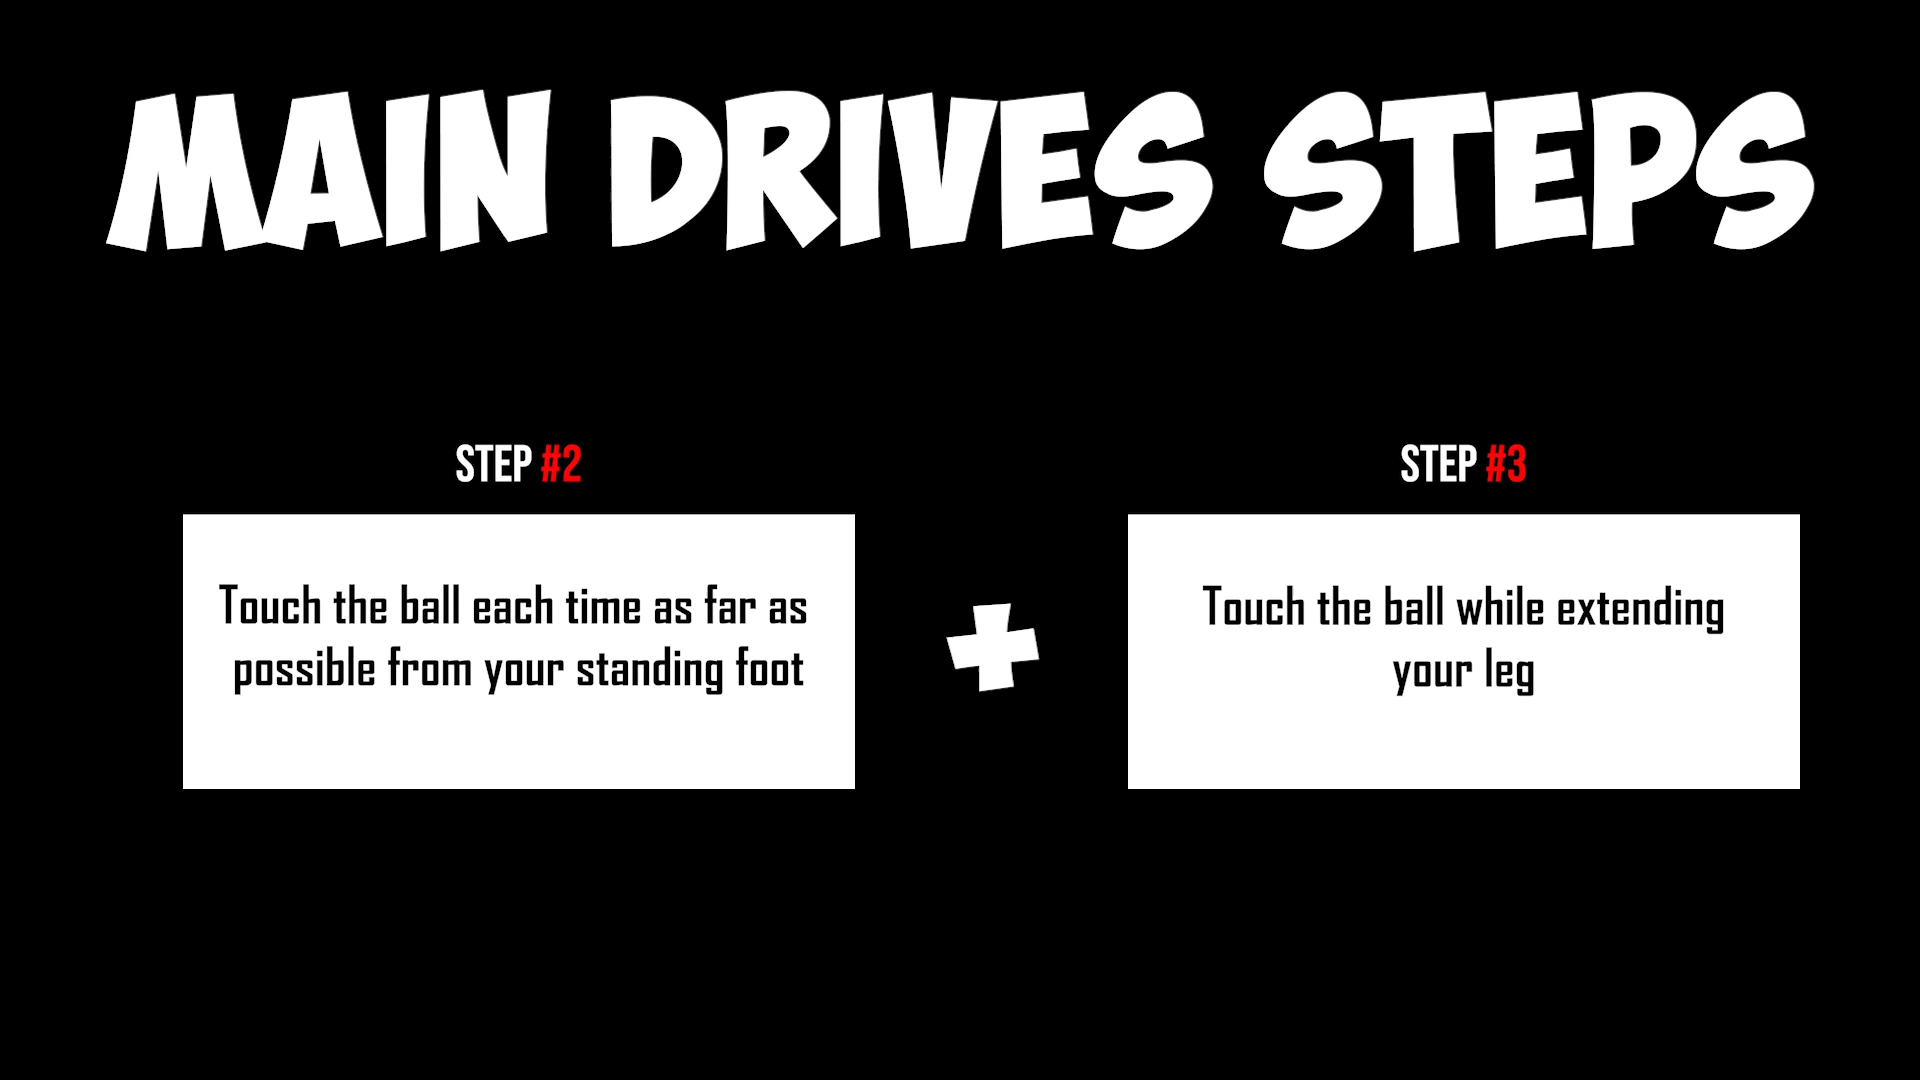 MAIN DRIVES STEPS
STEP #2
Touch the ball each time as far as
possible from your standing foot
+
STEP #3
Touch the ball while extending
your leg